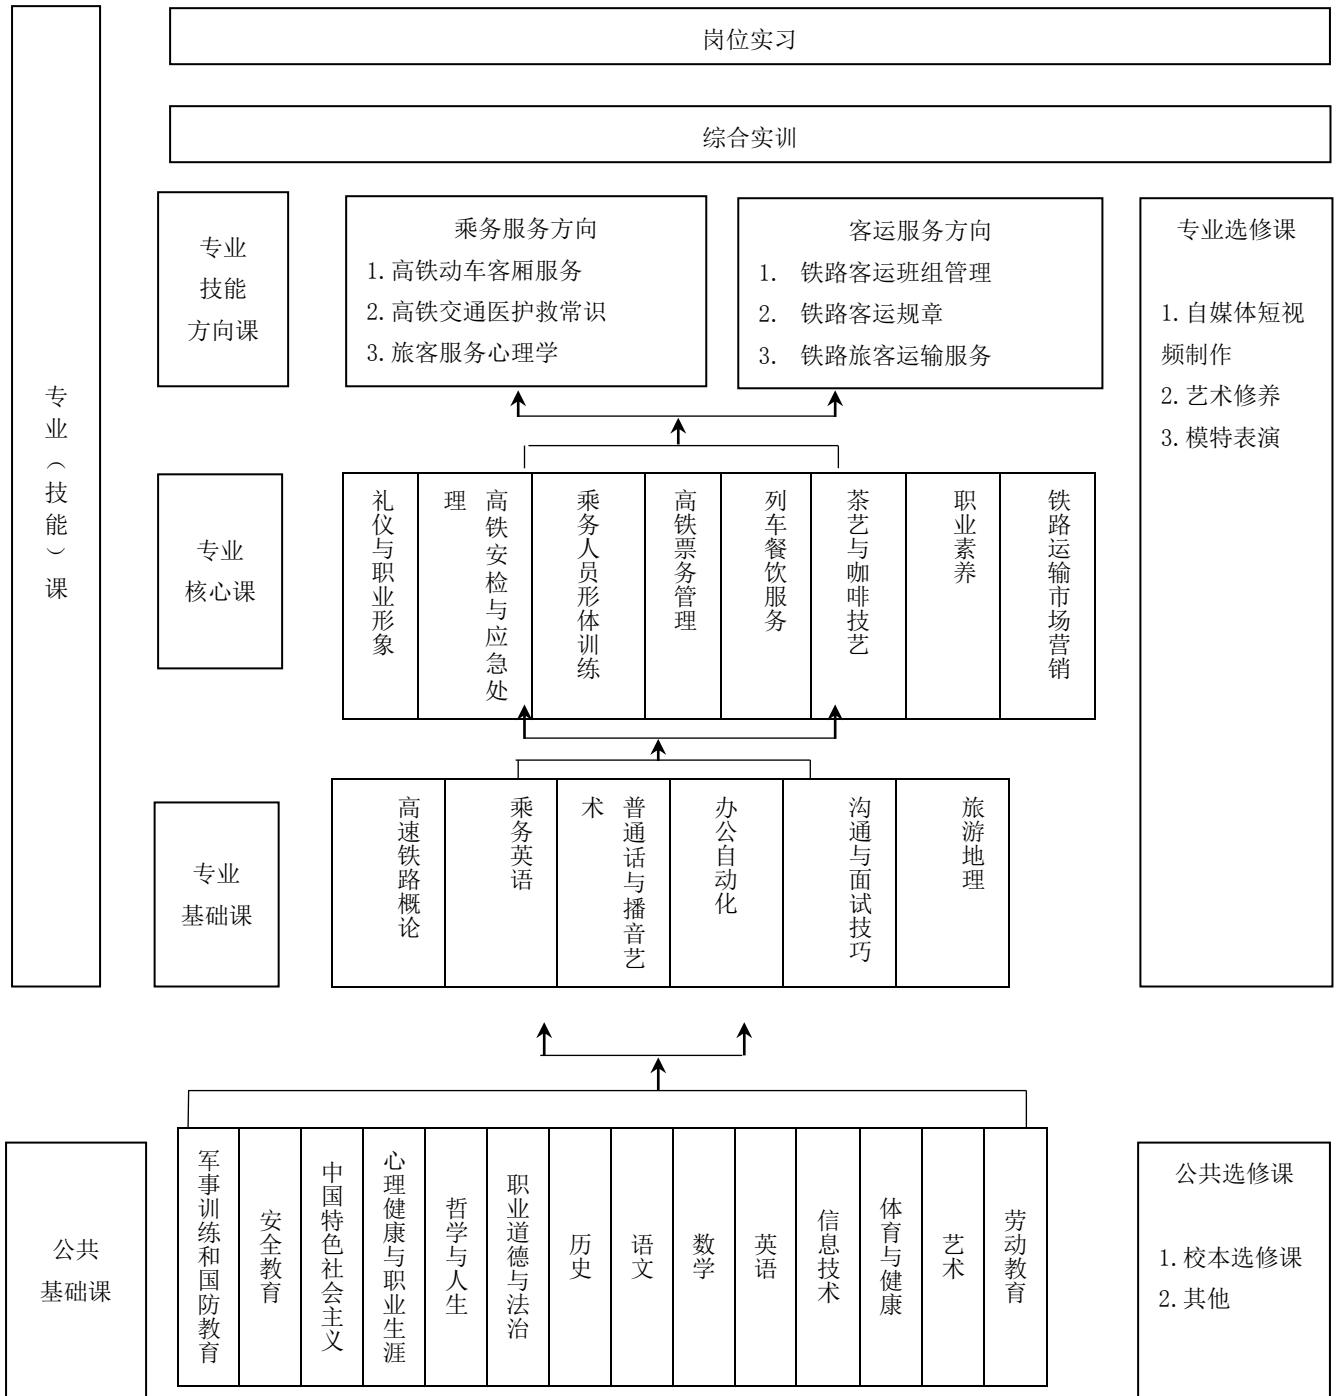 岗位实习
综合实训
专业（技能）课
专业
技能
方向课
乘务服务方向
1.高铁动车客厢服务
2.高铁交通医护救常识
3.旅客服务心理学
客运服务方向
1. 铁路客运班组管理
2. 铁路客运规章
3. 铁路旅客运输服务
专业选修课
1.自媒体短视
频制作
2.艺术修养
3.模特表演
专业
核心课
礼仪与职业形象
高铁安检与应急处
理
乘务人员形体训练
高铁票务管理
列车餐饮服务
茶艺与咖啡技艺
职业素养
铁路运输市场营销
专业
基础课
高速铁路概论
乘务英语
普通话与播音艺
术
办公自动化
沟通与面试技巧
旅游地理
公共
基础课
军事训练和国防教育
安全教育
中国特色社会主义
心理健康与职业生涯
哲学与人生
职业道德与法治
历史
语文
数学
英语
信息技术
体育与健康
艺术
劳动教育
公共选修课
1.校本选修课
2.其他